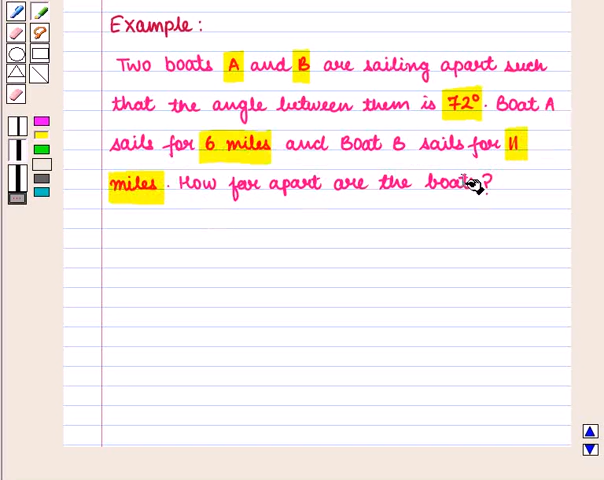 Example:
Two boats A and B are sailing apart such
that the angle between them is 72°. Boat A
sails for 6 miles and Boat B sails for 11
miles. How far apart are the boats?